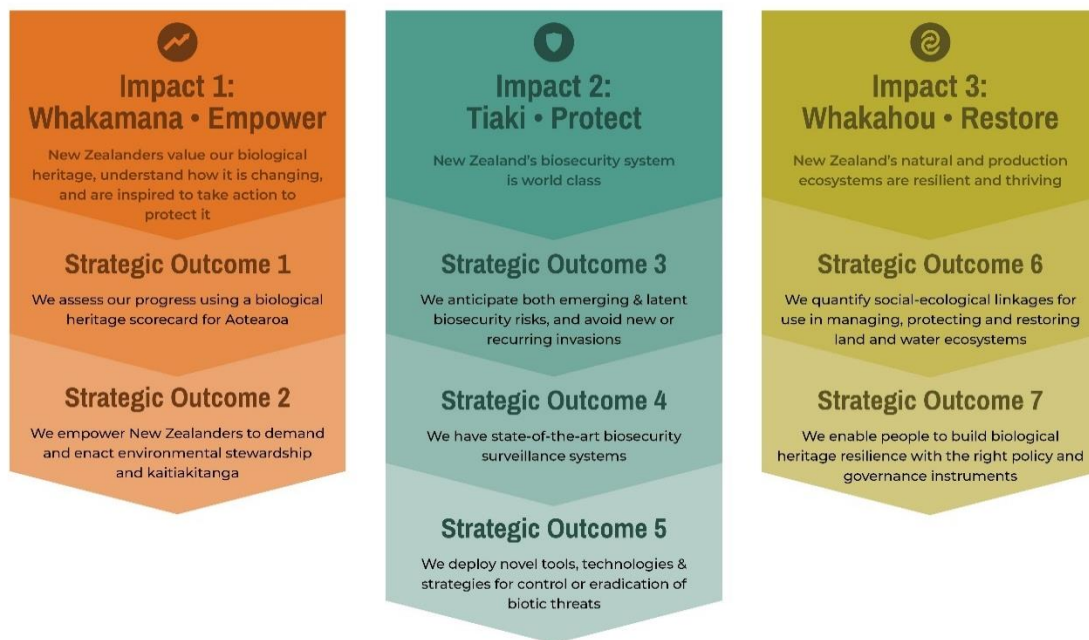 Impact 1:
Whakamana • Empower
New Zealanders value our biological
heritage, understand how it is changing,
and are inspired to take action to
protect it
Strategic Outcome 1
We assess our progress using a biological
heritage scorecard for Aotearoa
Strategic Outcome 2
We empower New Zealanders to demand
and enact environmental stewardship
and kaitiakitanga
Impact 2:
Tiaki • Protect
New Zealand's biosecurity system
is world class
Strategic Outcome 3
We anticipate both emerging & latent
biosecurity risks, and avoid new or
recurring invasions
Strategic Outcome 4
We have state-of-the-art biosecurity
surveillance systems
Strategic Outcome 5
We deploy novel tools, technologies &
strategies for control or eradication of
biotic threats
Impact 3:
Whakahou • Restore
New Zealand's natural and production
ecosystems are resilient and thriving
Strategic Outcome 6
We quantify social-ecological linkages for
use in managing, protecting and restoring
land and water ecosystems
Strategic Outcome 7
We enable people to build biological
heritage resilience with the right policy and
governance instruments